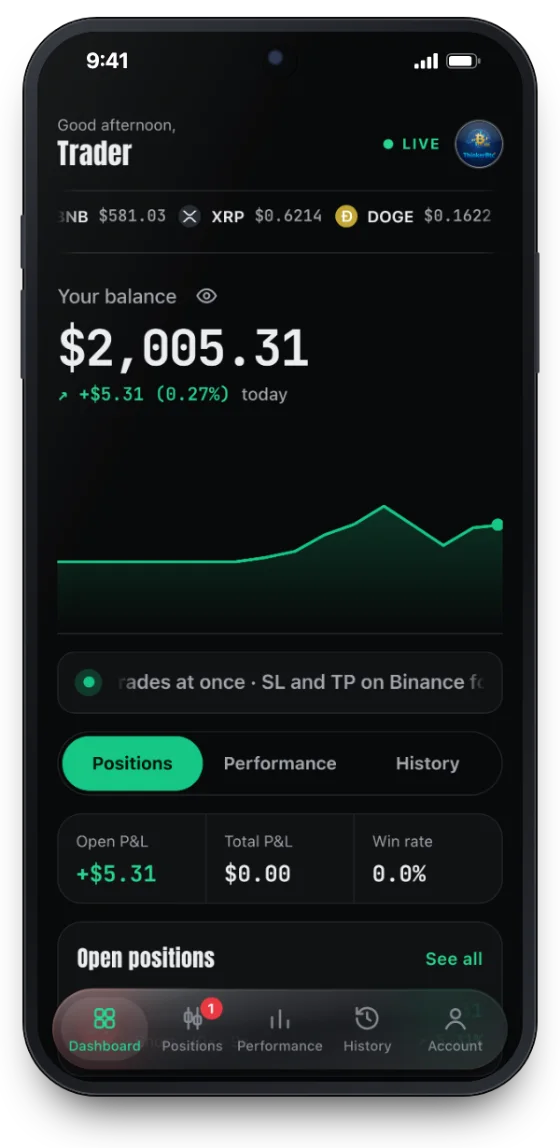 9:41
Good afternoon,
Trader
LIVE
BNB $581.03 XRP $0.6214 DOGE $0.1622
Your balance
$2,005.31
+$5.31 (0.27%) today
rades at once · SL and TP on Binance fo
Positions Performance History
Open P&L Total P&L Win rate
+$5.31 $0.00 0.0%
Open positions See all
1
Dashboard Positions Performance History Account